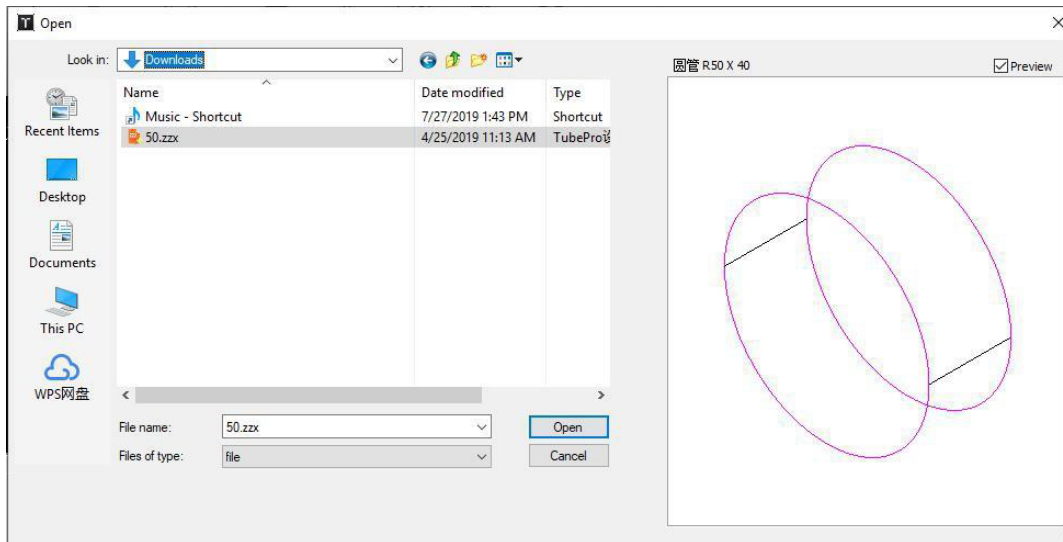 Open
Look in:
Downloads
圆管 R.50 X 40
Preview
Name
Date modified
Type
Music - Shortcut
7/27/2019 1:43 PM
Shortcut
50.zzx
4/25/2019 11:13 AM
TubePro
Recent Items
Desktop
Documents
This PC
WPS网盘
File name:
50.zzx
Open
Files of type:
file
Cancel